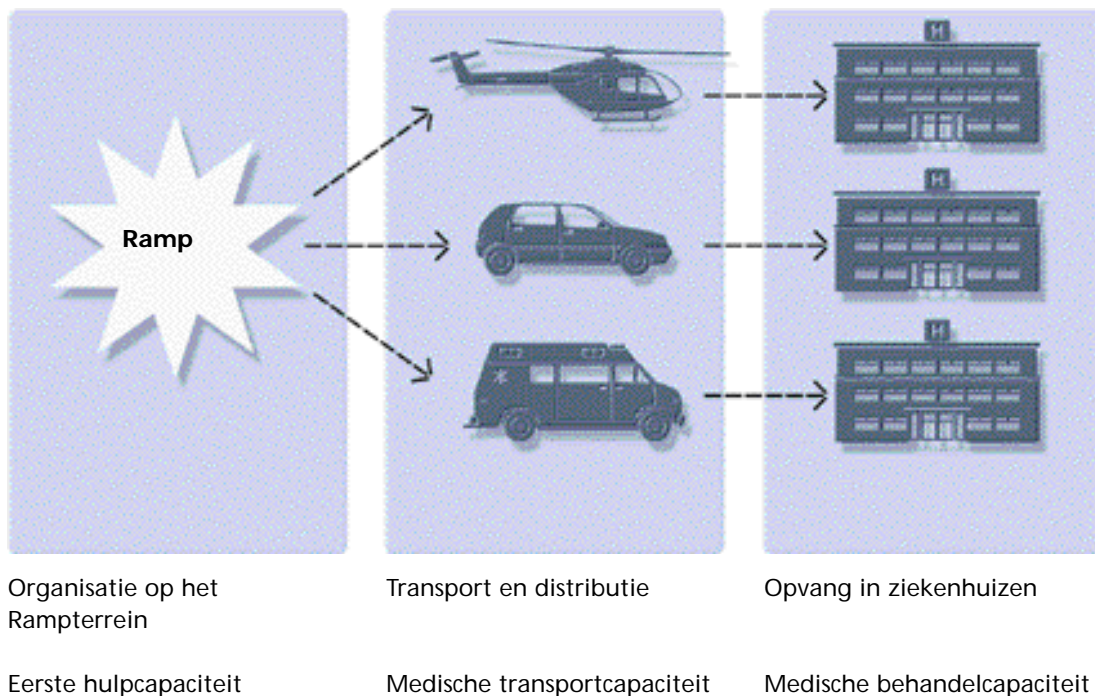 H
H
H
Ramp
Organisatie op het
Rampterrein
Transport en distributie
Opvang in ziekenhuizen
Eerste hulpcapaciteit
Medische transportcapaciteit
Medische behandelcapaciteit